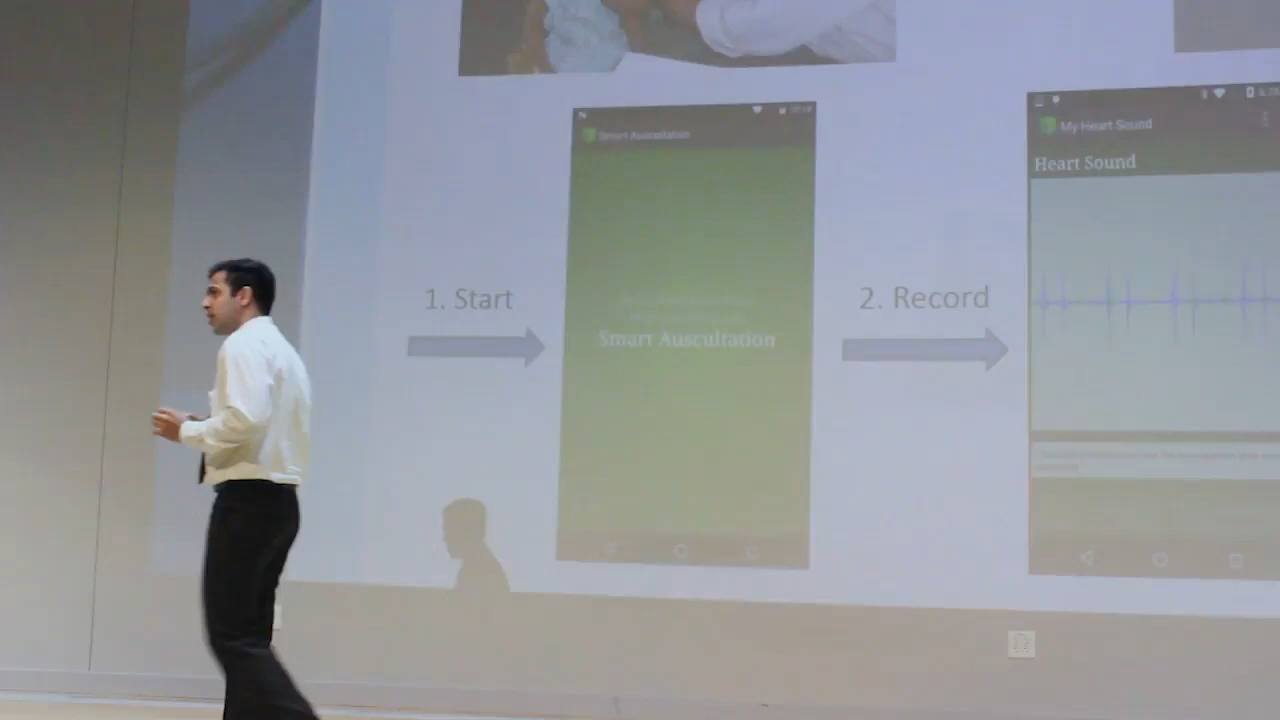 Smart Auscultation
My Heart Sound
Heart Sound
1. Start
2. Record
Smart Auscultation